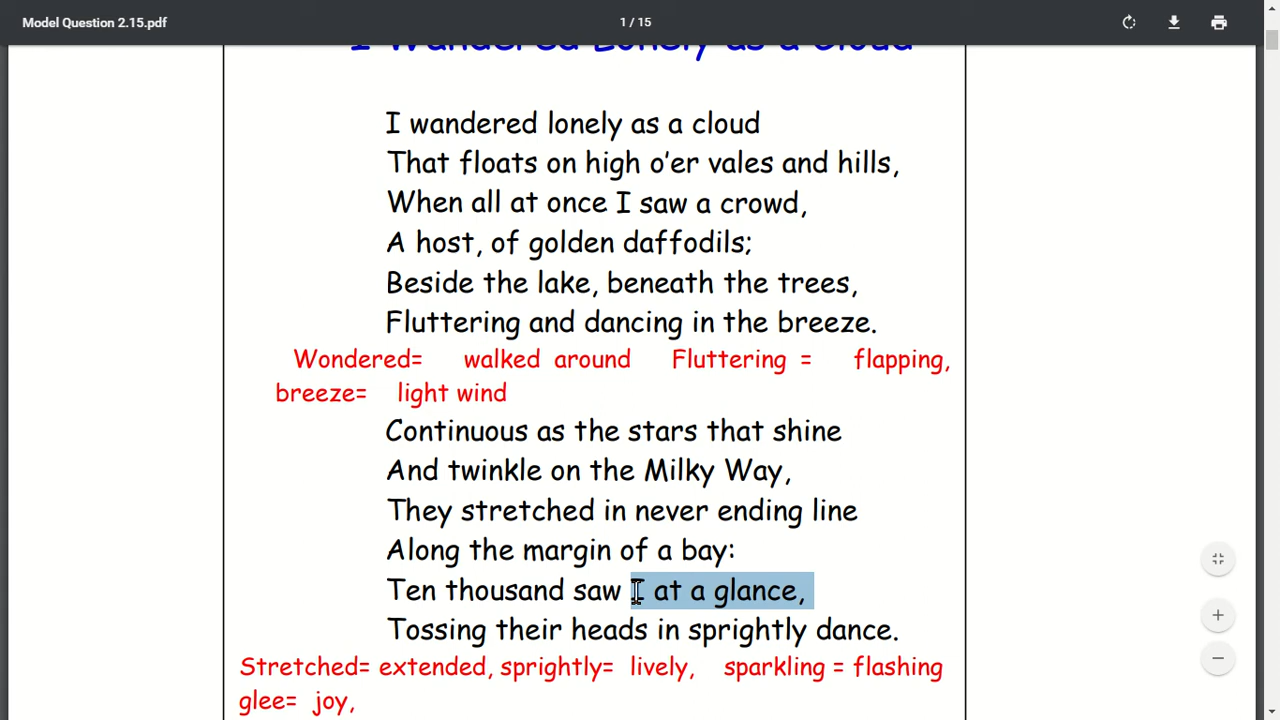 Model Question 2.15.pdf
1 / 15
I Wandered Lonely as a Cloud
I wandered lonely as a cloud
That floats on high o’er vales and hills,
When all at once I saw a crowd,
A host, of golden daffodils;
Beside the lake, beneath the trees,
Fluttering and dancing in the breeze.
Wondered= walked around Fluttering = flapping,
breeze= light wind
Continuous as the stars that shine
And twinkle on the Milky Way,
They stretched in never ending line
Along the margin of a bay:
Ten thousand saw I at a glance,
Tossing their heads in sprightly dance.
Stretched= extended, sprightly= lively, sparkling = flashing
glee= joy,